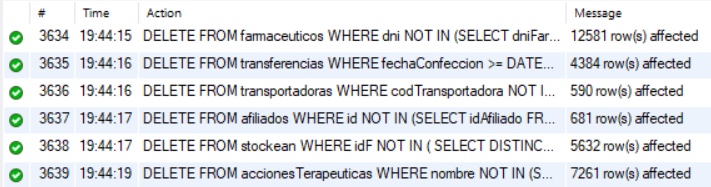 # Time Action Message
3634 19:44:15 DELETE FROM farmaceuticos WHERE dni NOT IN (SELECT dniFar... 12581 row(s) affected
3635 19:44:16 DELETE FROM transferencias WHERE fechaConfeccion >= DATE... 4384 row(s) affected
3636 19:44:16 DELETE FROM transportadoras WHERE codTransportadora NOT I... 590 row(s) affected
3637 19:44:17 DELETE FROM afiliados WHERE id NOT IN (SELECT idAfiliado FR... 681 row(s) affected
3638 19:44:17 DELETE FROM stockean WHERE idF NOT IN ( SELECT DISTINC... 5632 row(s) affected
3639 19:44:19 DELETE FROM accionesTerapeuticas WHERE nombre NOT IN (S... 7261 row(s) affected